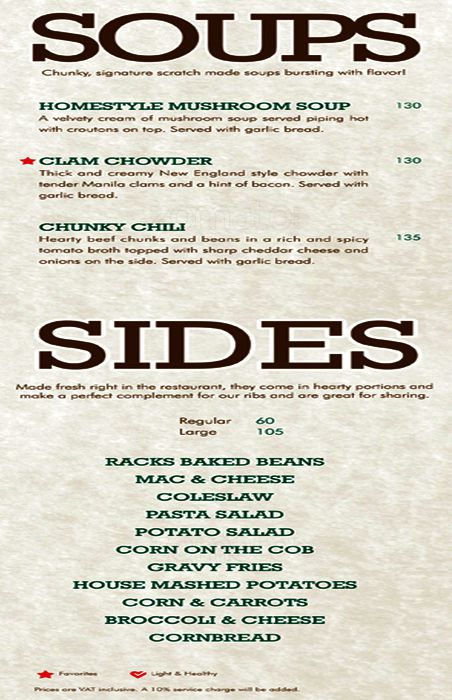 SOUPS
Chunky, signature scratch made soups bursting with flavor!
HOMESTYLE MUSHROOM SOUP 130
A velvety cream of mushroom soup served piping hot
with croutons on top. Served with garlic bread.
CLAM CHOWDER 130
Thick and creamy New England style chowder with
tender Manila clams and a hint of bacon. Served with
garlic bread.
CHUNKY CHILI 135
Hearty beef chunks and beans in a rich and spicy
tomato broth topped with sharp cheddar cheese and
onions on the side. Served with garlic bread.
SIDES
Made fresh right in the restaurant, they come in hearty portions and
make a perfect complement for our ribs and are great for sharing.
Regular 60
Large 105
RACKS BAKED BEANS
MAC & CHEESE
COLESLAW
PASTA SALAD
POTATO SALAD
CORN ON THE COB
GRAVY FRIES
HOUSE MASHED POTATOES
CORN & CARROTS
BROCCOLI & CHEESE
CORNBREAD
Favorites Light & Healthy
Prices are VAT inclusive. A 10% service charge will be added.